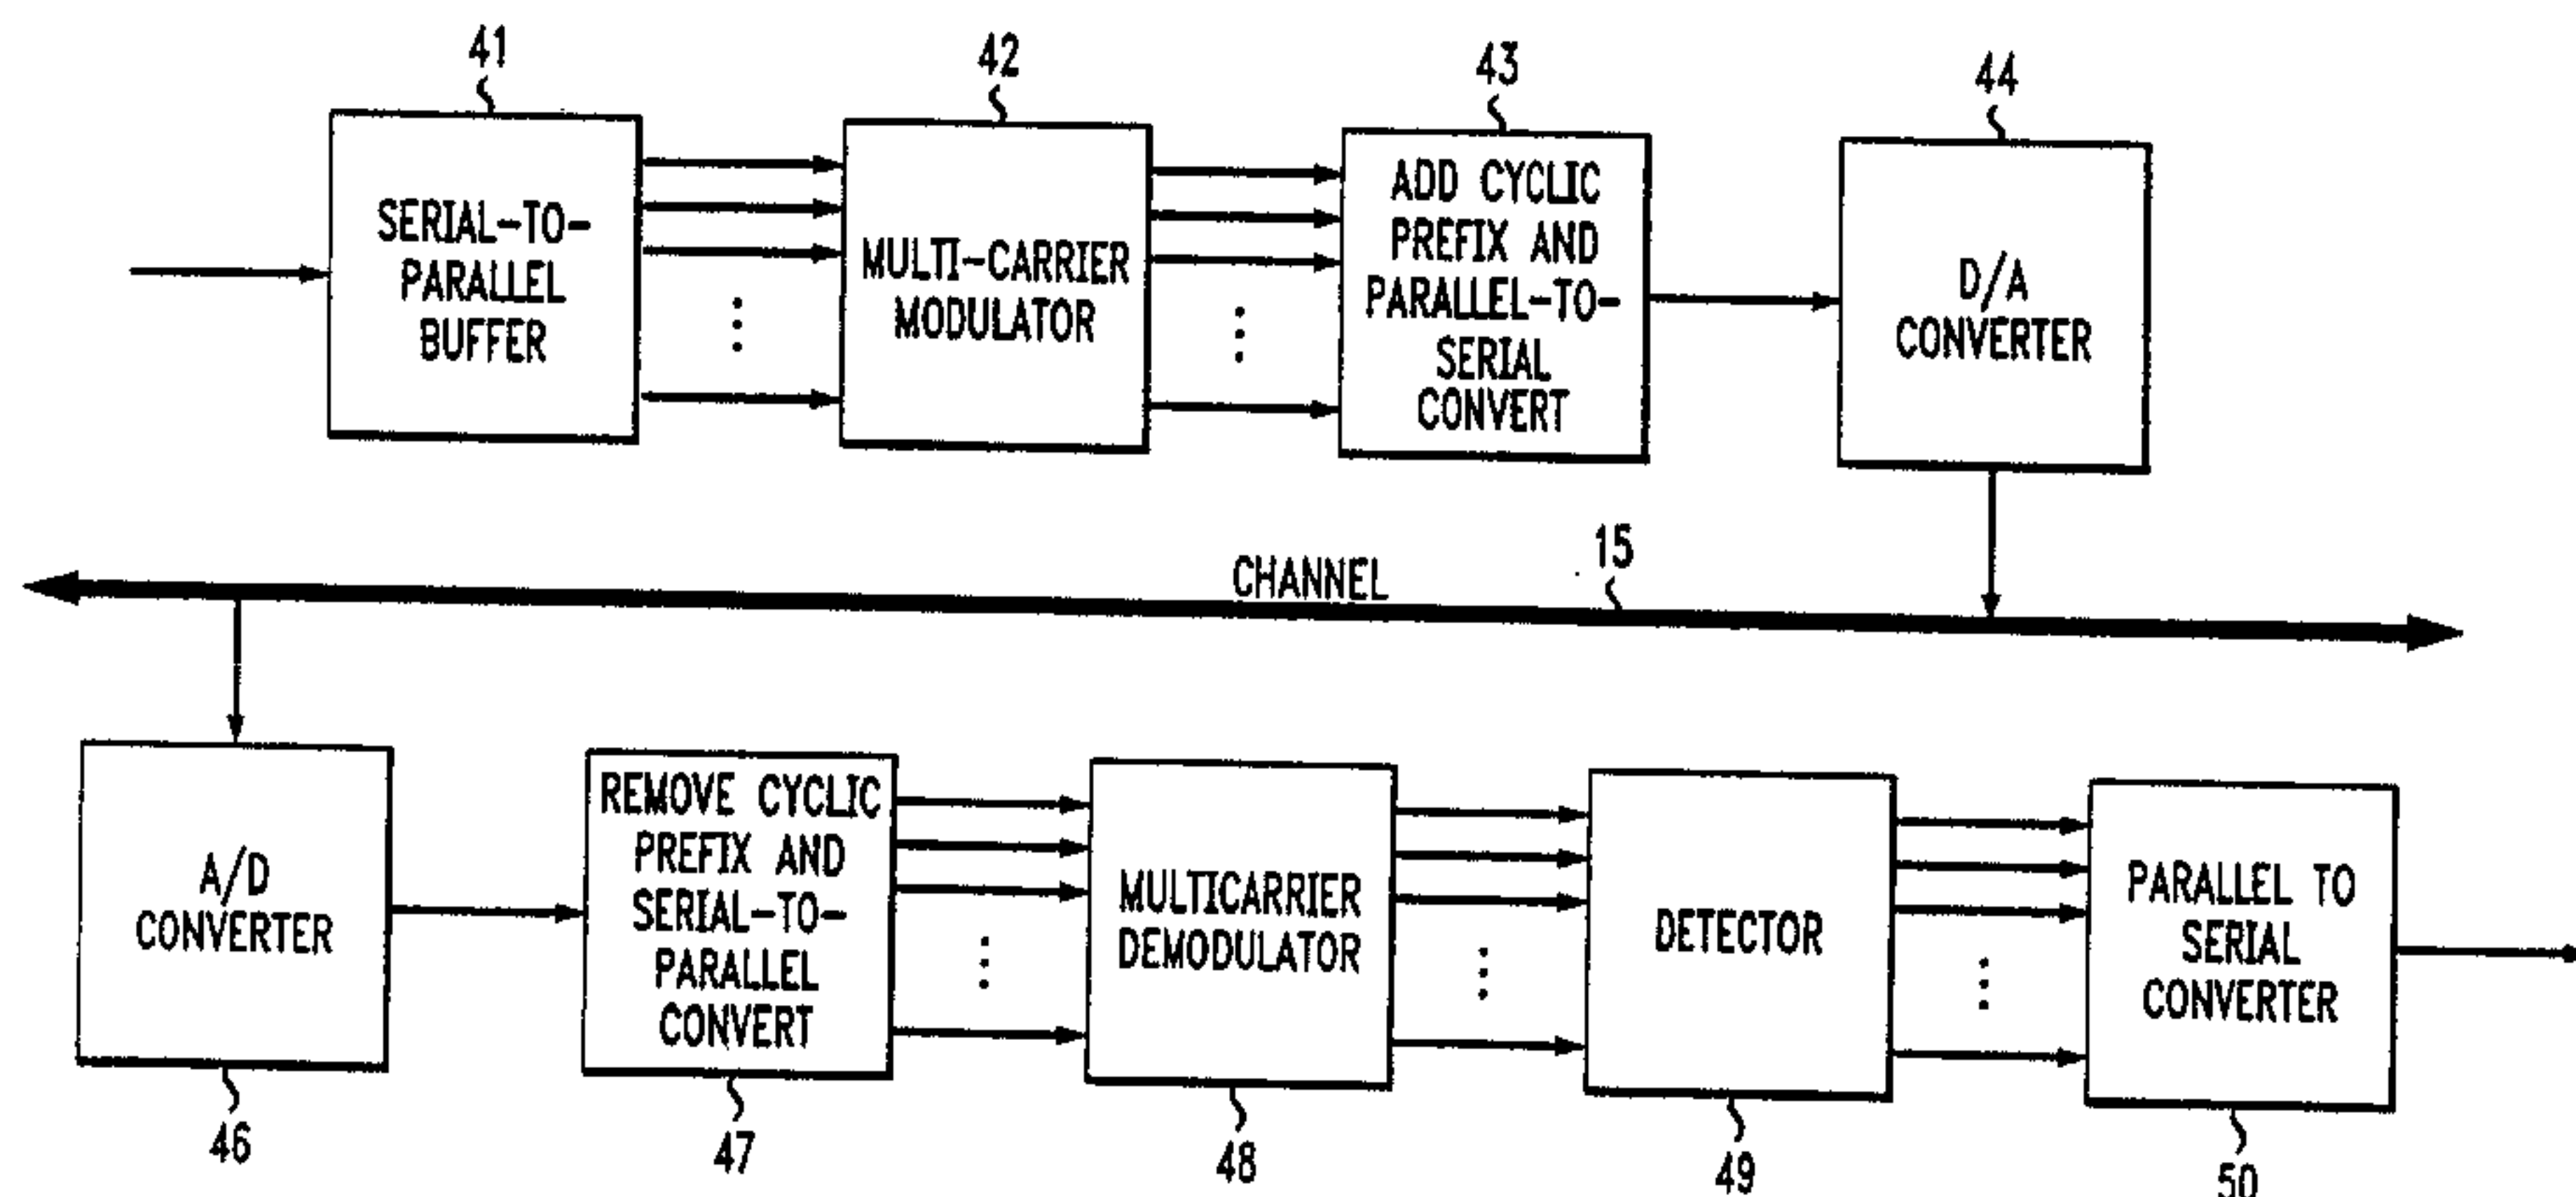 41
42
43
44
SERIAL-TO-
PARALLEL
BUFFER
MULTI-CARRIER
MODULATOR
ADD CYCLIC
PREFIX AND
PARALLEL-TO-
SERIAL
CONVERT
D/A
CONVERTER
CHANNEL
15
A/D
CONVERTER
REMOVE CYCLIC
PREFIX AND
SERIAL-TO-
PARALLEL
CONVERT
MULTICARRIER
DEMODULATOR
DETECTOR
PARALLEL TO
SERIAL
CONVERTER
46
47
48
49
50